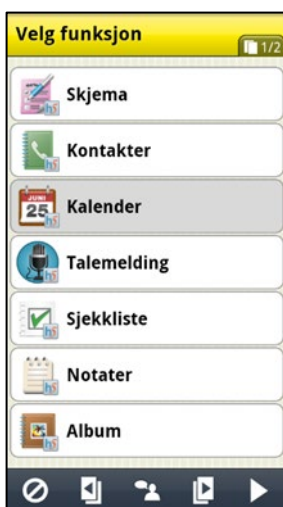 Velg funksjon
1/2
Skjema
Kontakter
JUNI
25
Kalender
Talemelding
Sjekkliste
Notater
Album